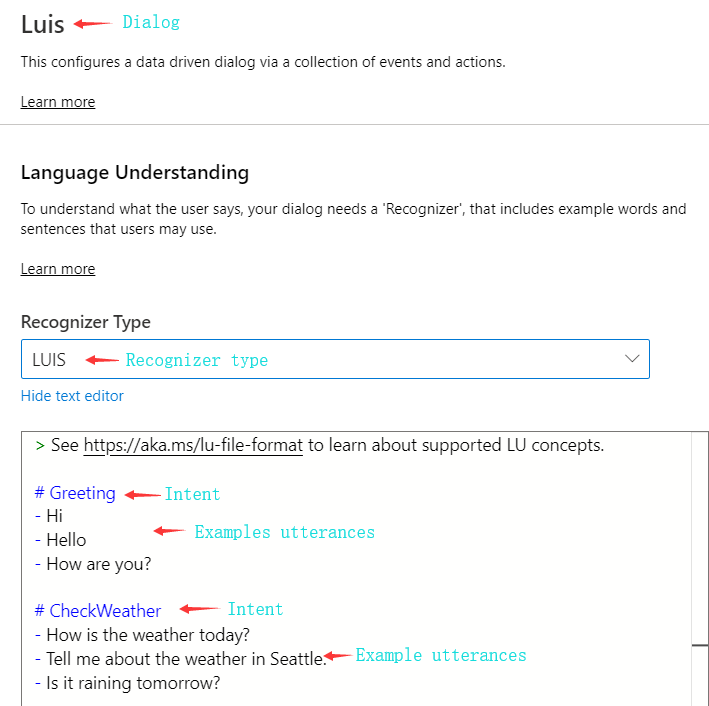 Luis Dialog
This configures a data driven dialog via a collection of events and actions.
Learn more
Language Understanding
To understand what the user says, your dialog needs a 'Recognizer', that includes example words and
sentences that users may use.
Learn more
Recognizer Type
LUIS Recognizer type
Hide text editor
> See https://aka.ms/lu-file-format to learn about supported LU concepts.
# Greeting Intent
- Hi
Examples utterances
- Hello
- How are you?
# CheckWeather Intent
- How is the weather today?
- Tell me about the weather in Seattle. Example utterances
- Is it raining tomorrow?